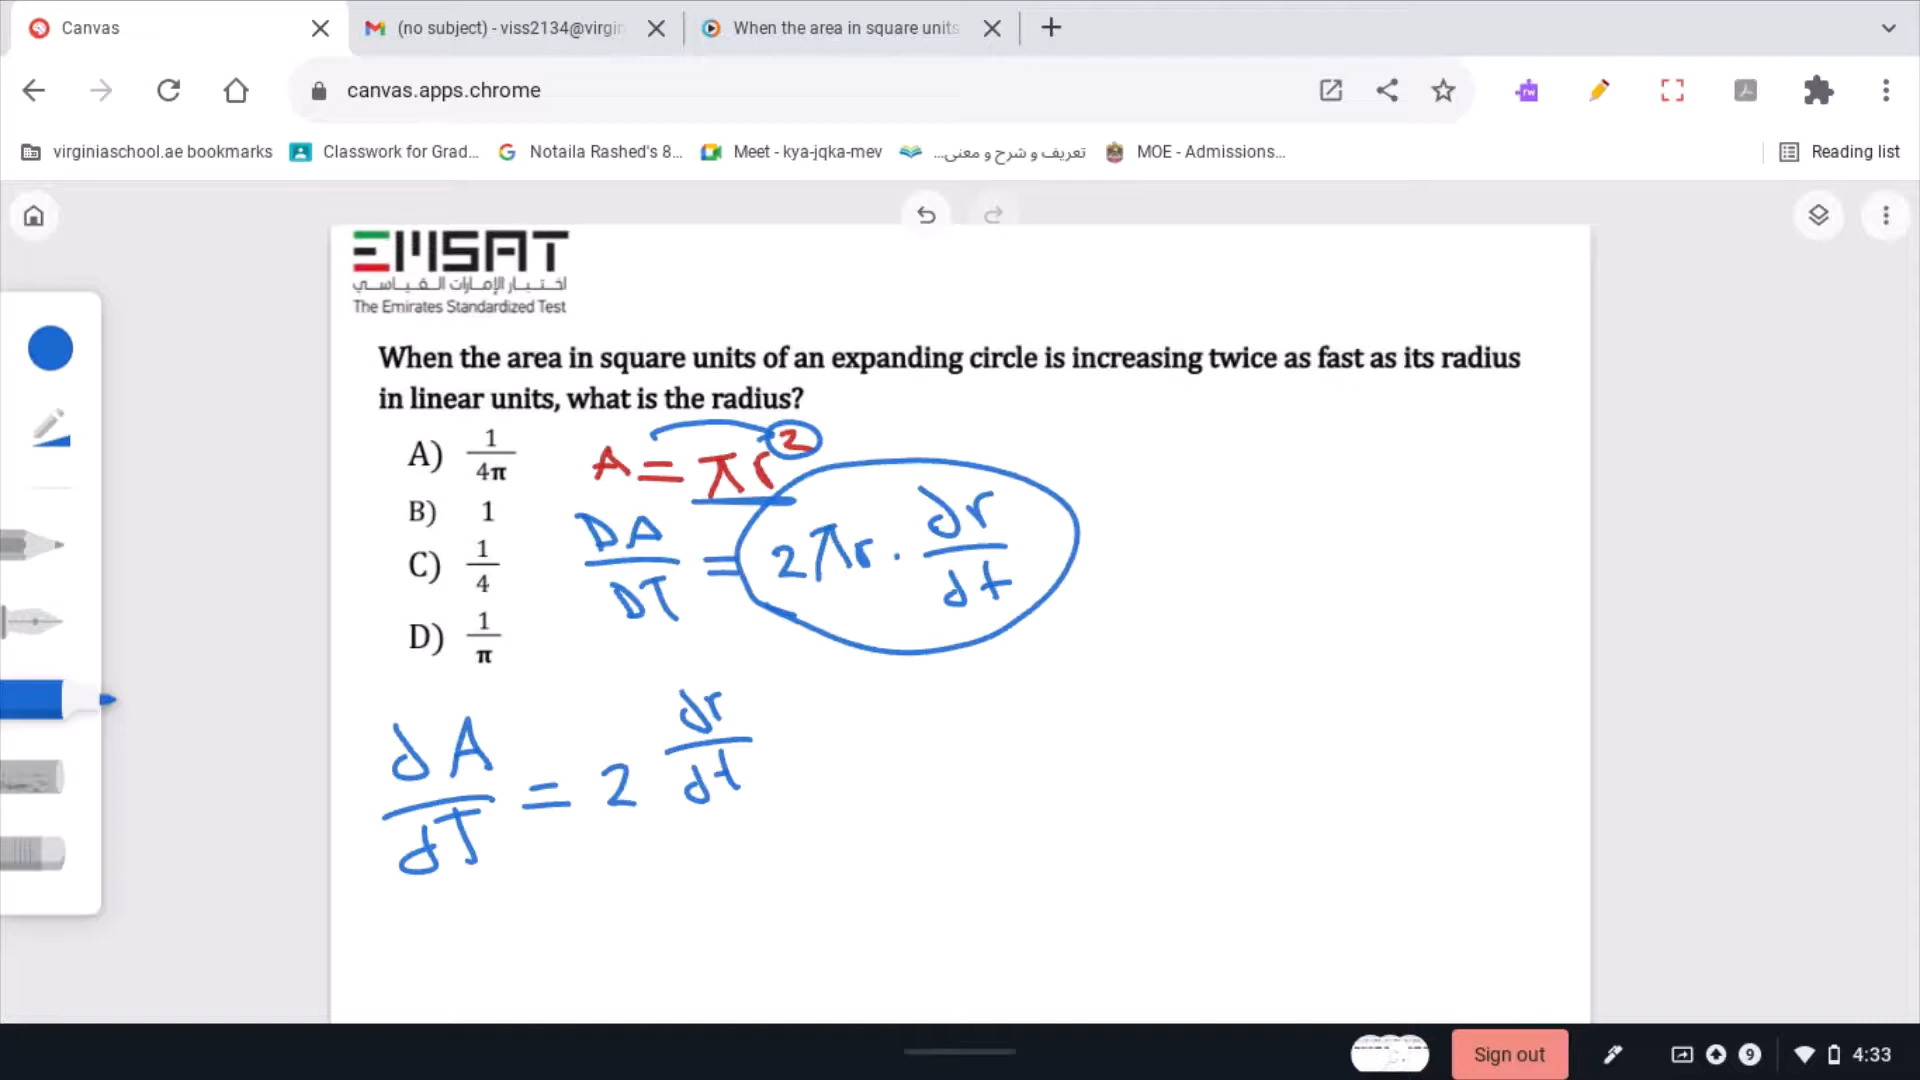 Canvas
(no subject) - viss2134@virgin
When the area in square units
canvas.apps.chrome
virginiaschool.ae bookmarks
Classwork for Grad...
Notaila Rashed's 8...
Meet - kya-jqka-mev
تعریف و شرح و معنی...
MOE - Admissions...
Reading list
EMSAT
اختبار الإمارات القياسي
The Emirates Standardized Test
When the area in square units of an expanding circle is increasing twice as fast as its radius
in linear units, what is the radius?
A) 1/4π
B) 1
C) 1/4
D) 1/π
A = πr²
DA/DT = 2πr · dr/dt
dA/dT = 2 dr/dt
Sign out
9
4:33